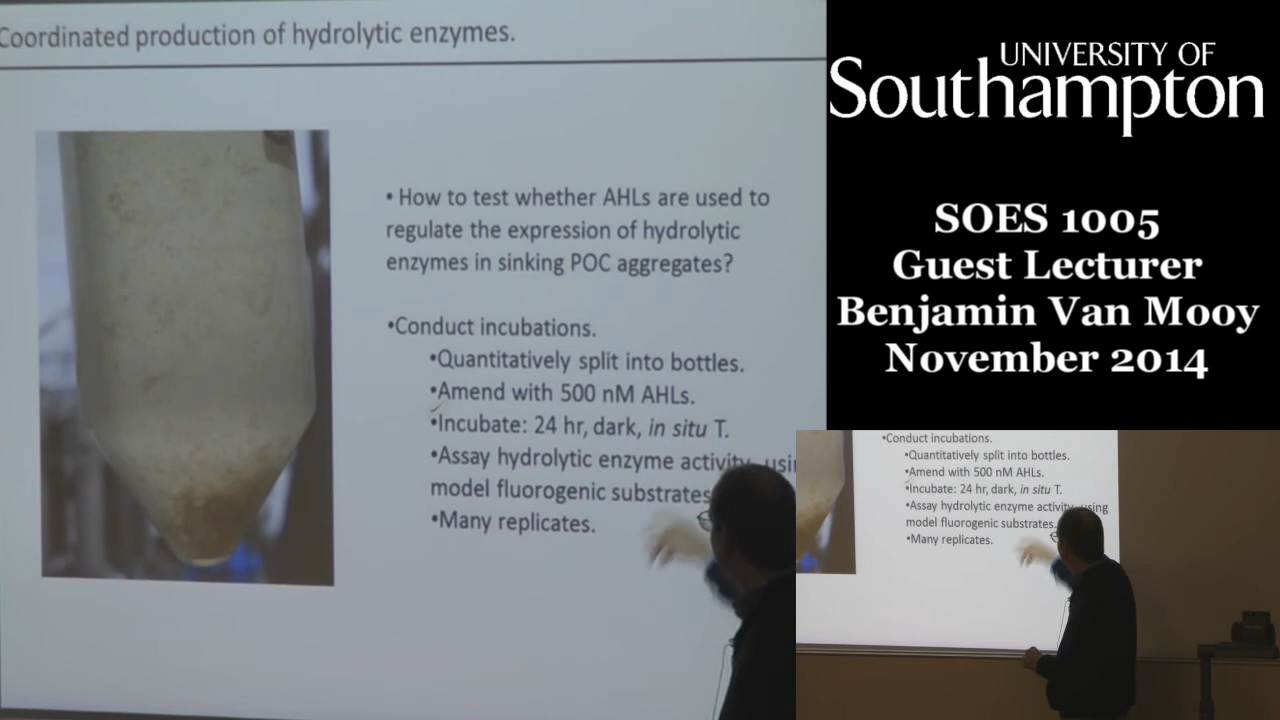 Coordinated production of hydrolytic enzymes.
• How to test whether AHLs are used to
regulate the expression of hydrolytic
enzymes in sinking POC aggregates?
•Conduct incubations.
•Quantitatively split into bottles.
•Amend with 500 nM AHLs.
•Incubate: 24 hr, dark, in situ T.
•Assay hydrolytic enzyme activity, usi
model fluorogenic substrates
•Many replicates.
UNIVERSITY OF
Southampton
SOES 1005
Guest Lecturer
Benjamin Van Mooy
November 2014
•Conduct incubations.
•Quantitatively split into bottles.
•Amend with 500 nM AHLs.
•Incubate: 24 hr, dark, in situ T.
•Assay hydrolytic enzyme activity, using
model fluorogenic substrates.
•Many replicates.